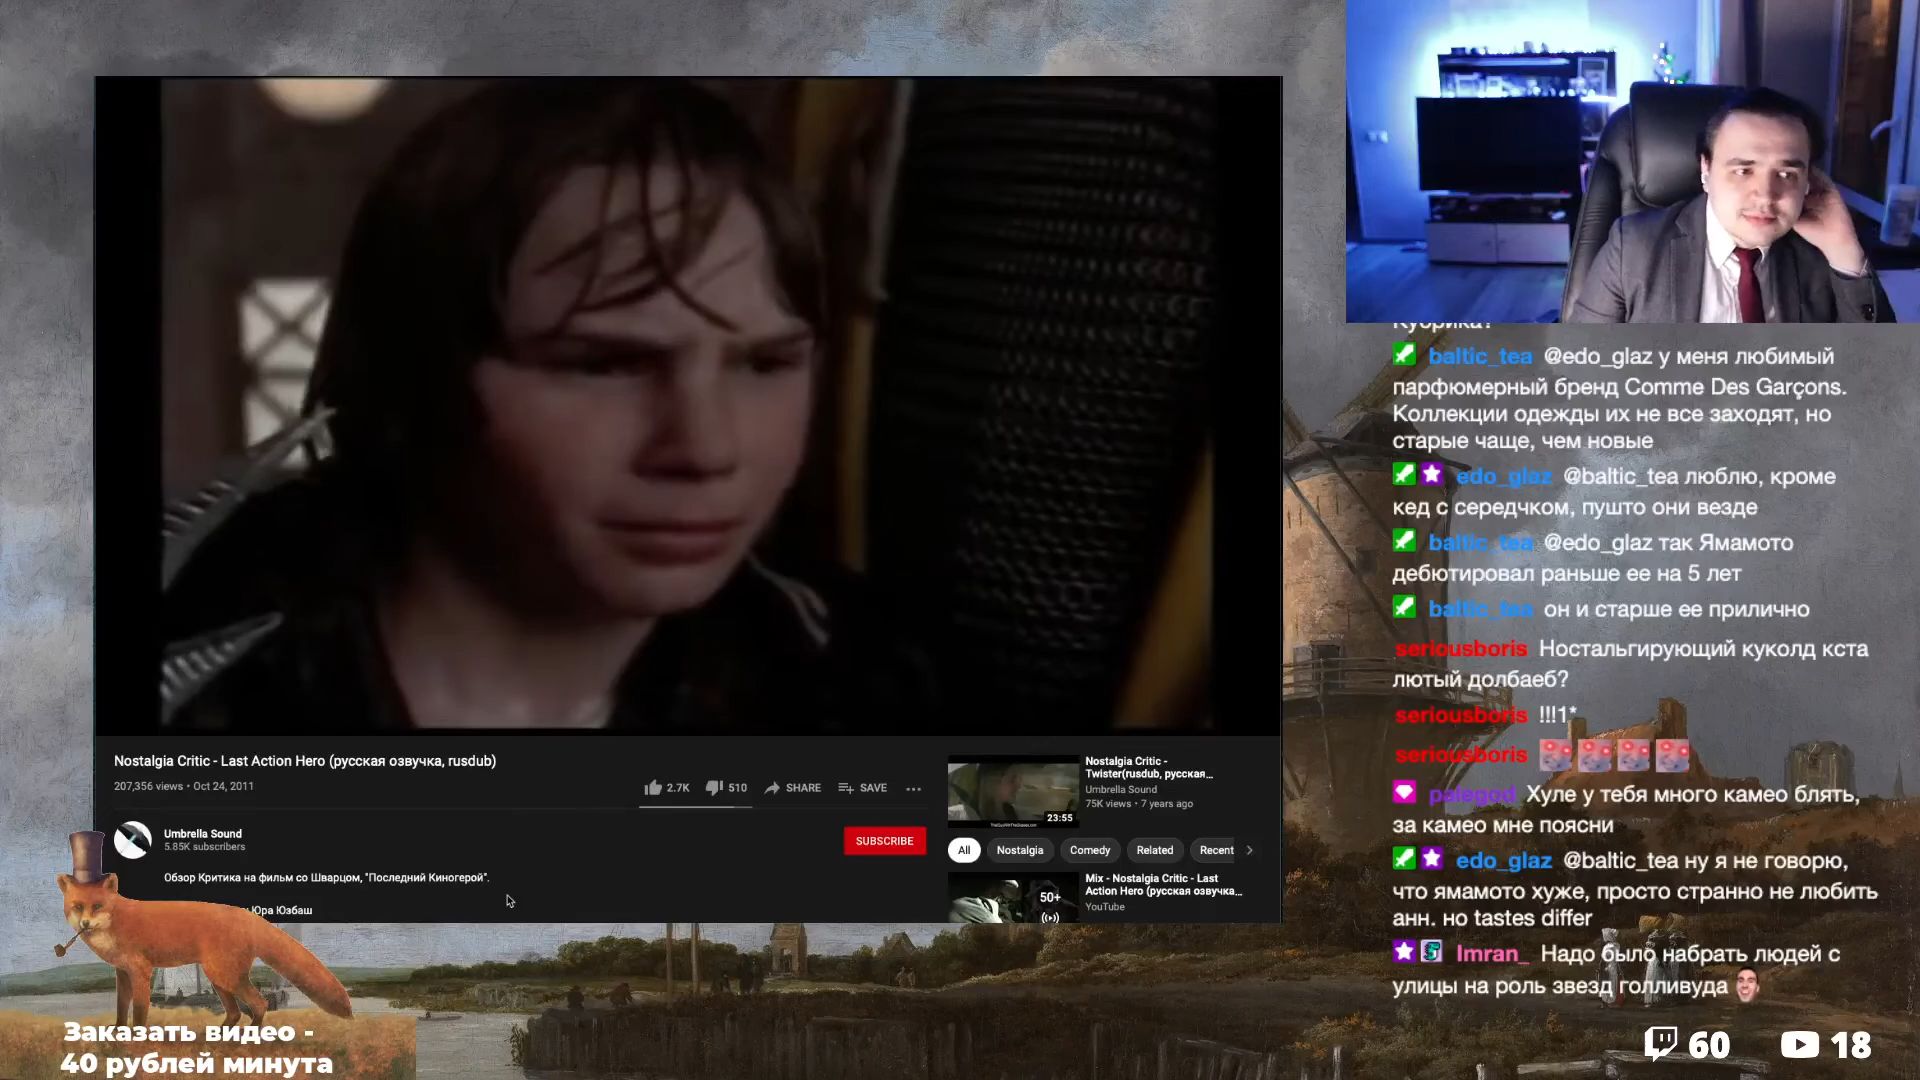 Nostalgia Critic - Last Action Hero (русская озвучка, rusdub)
207,356 views • Oct 24, 2011
2.7K
510
SHARE
SAVE
Umbrella Sound
5.85K subscribers
SUBSCRIBE
Обзор Критика на фильм со Шварцом, "Последний Киногерой".
Юра Юзбаш
Nostalgia Critic -
Twister(rusdub, русская...
Umbrella Sound
75K views • 7 years ago
23:55
All
Nostalgia
Comedy
Related
Recent
Mix - Nostalgia Critic - Last
Action Hero (русская озвучка...
YouTube
50+
Заказать видео -
40 рублей минута
baltic_tea @edo_glaz у меня любимый
парфюмерный бренд Comme Des Garçons.
Коллекции одежды их не все заходят, но
старые чаще, чем новые
edo_glaz @baltic_tea люблю, кроме
кед с середчком, пушто они везде
baltic_tea @edo_glaz так Ямамото
дебютировал раньше ее на 5 лет
baltic_tea он и старше ее прилично
seriousboris Ностальгирующий куколд кста
лютый долбаеб?
seriousboris !!!1*
seriousboris
palegod Хуле у тебя много камео блять,
за камео мне поясни
edo_glaz @baltic_tea ну я не говорю,
что ямамото хуже, просто странно не любить
анн. но tastes differ
Imran_ Надо было набрать людей с
улицы на роль звезд голливуда
60
18